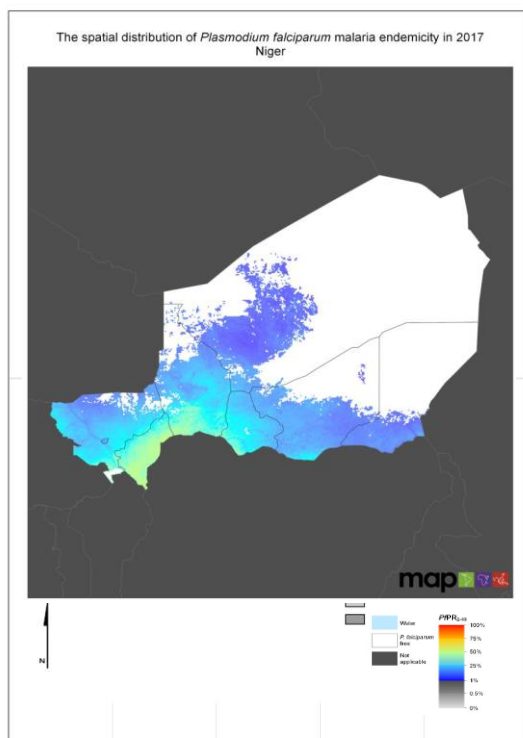 The spatial distribution of Plasmodium falciparum malaria endemicity in 2017
Niger
map
N
Water
P. falciparum
free
Not
applicable
PfPR2-10
100%
75%
50%
25%
1%
0.5%
0%